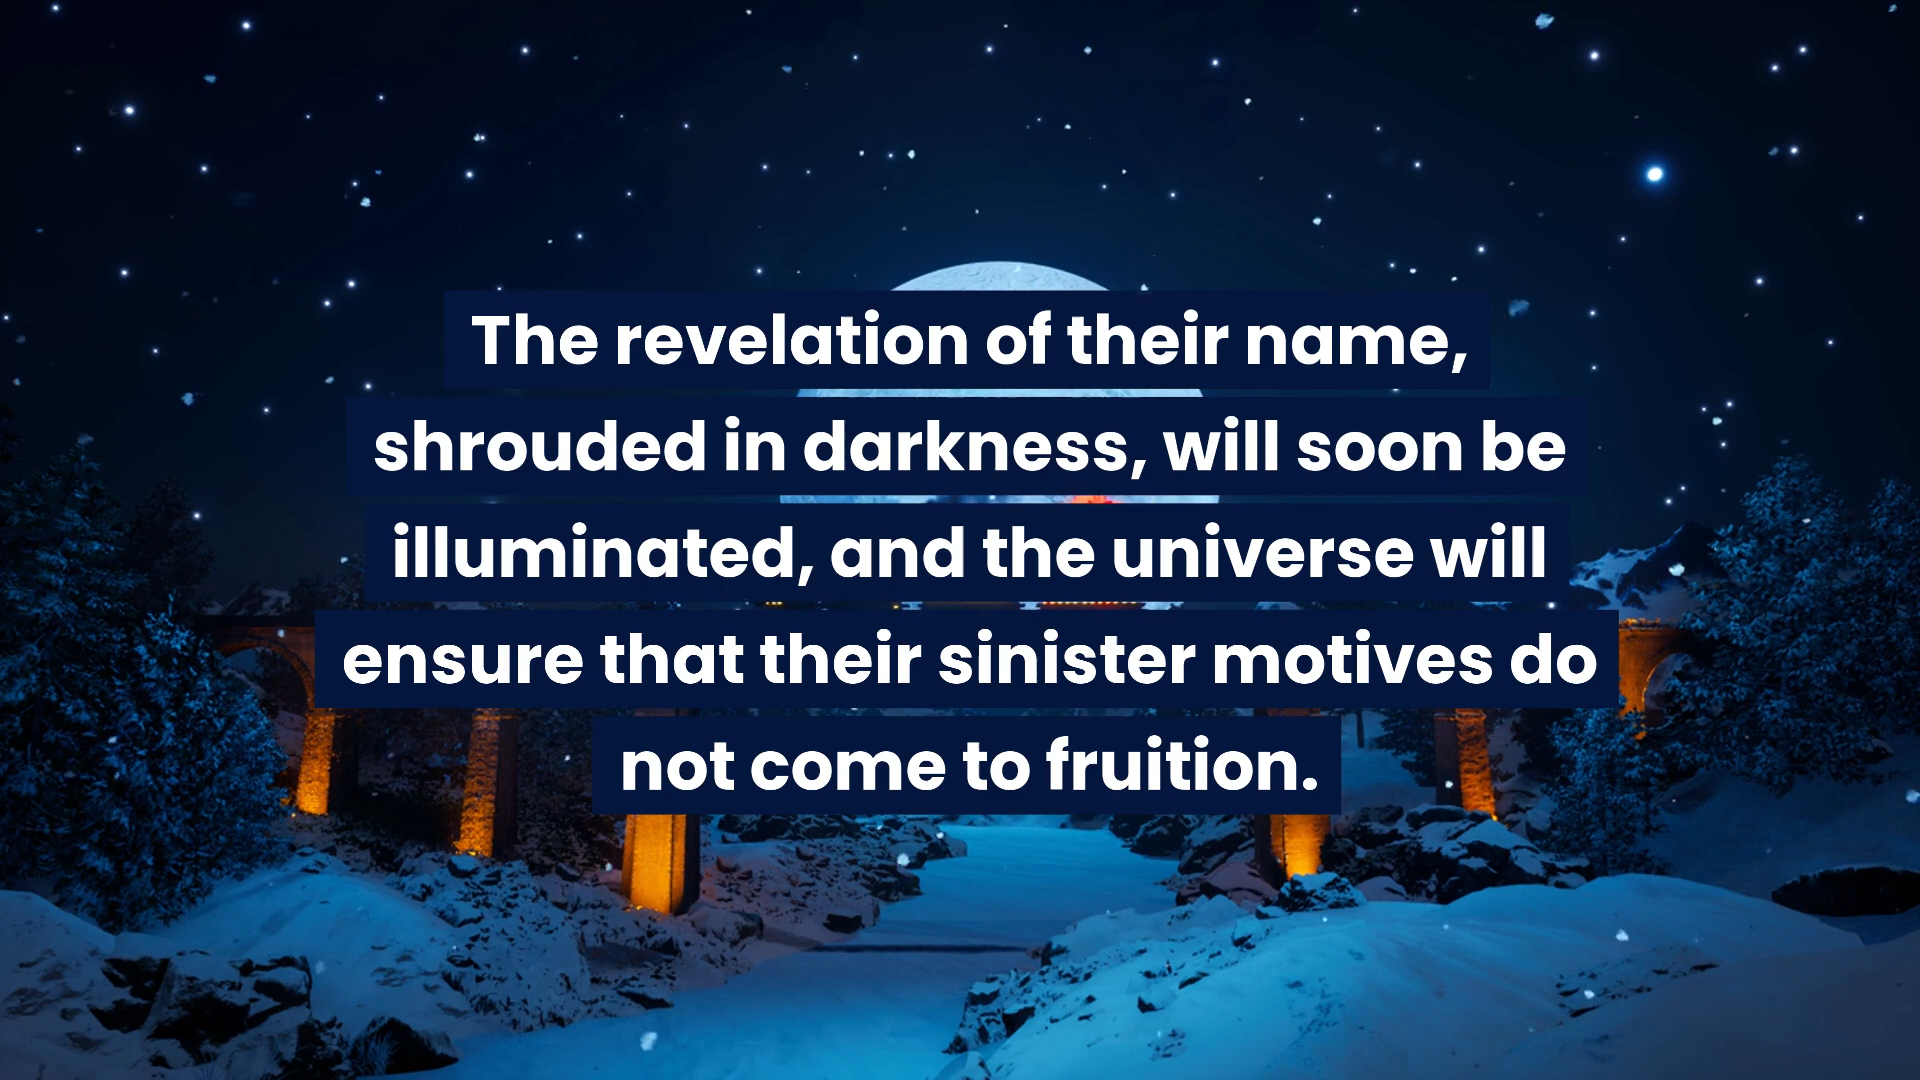 The revelation of their name,
shrouded in darkness, will soon be
illuminated, and the universe will
ensure that their sinister motives do
not come to fruition.